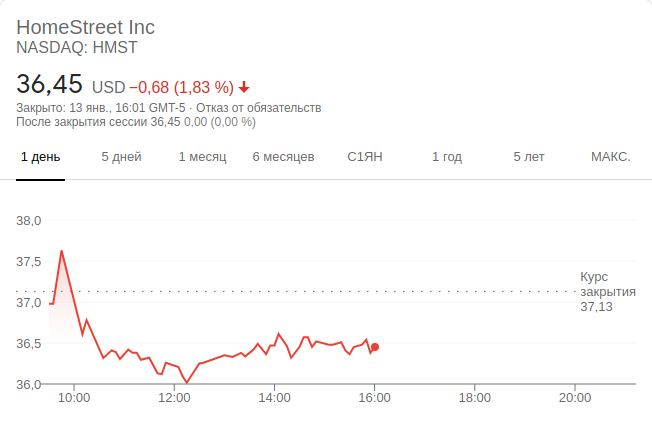 HomeStreet Inc
NASDAQ: HMST
36,45 USD −0,68 (1,83 %)
Закрыто: 13 янв., 16:01 GMT-5 · Отказ от обязательств
После закрытия сессии 36,45 0,00 (0,00 %)
1 день 5 дней 1 месяц 6 месяцев С1ЯН 1 год 5 лет МАКС.
38,0
37,5
Курс
закрытия
37,13
37,0
36,5
36,0
10:00 12:00 14:00 16:00 18:00 20:00